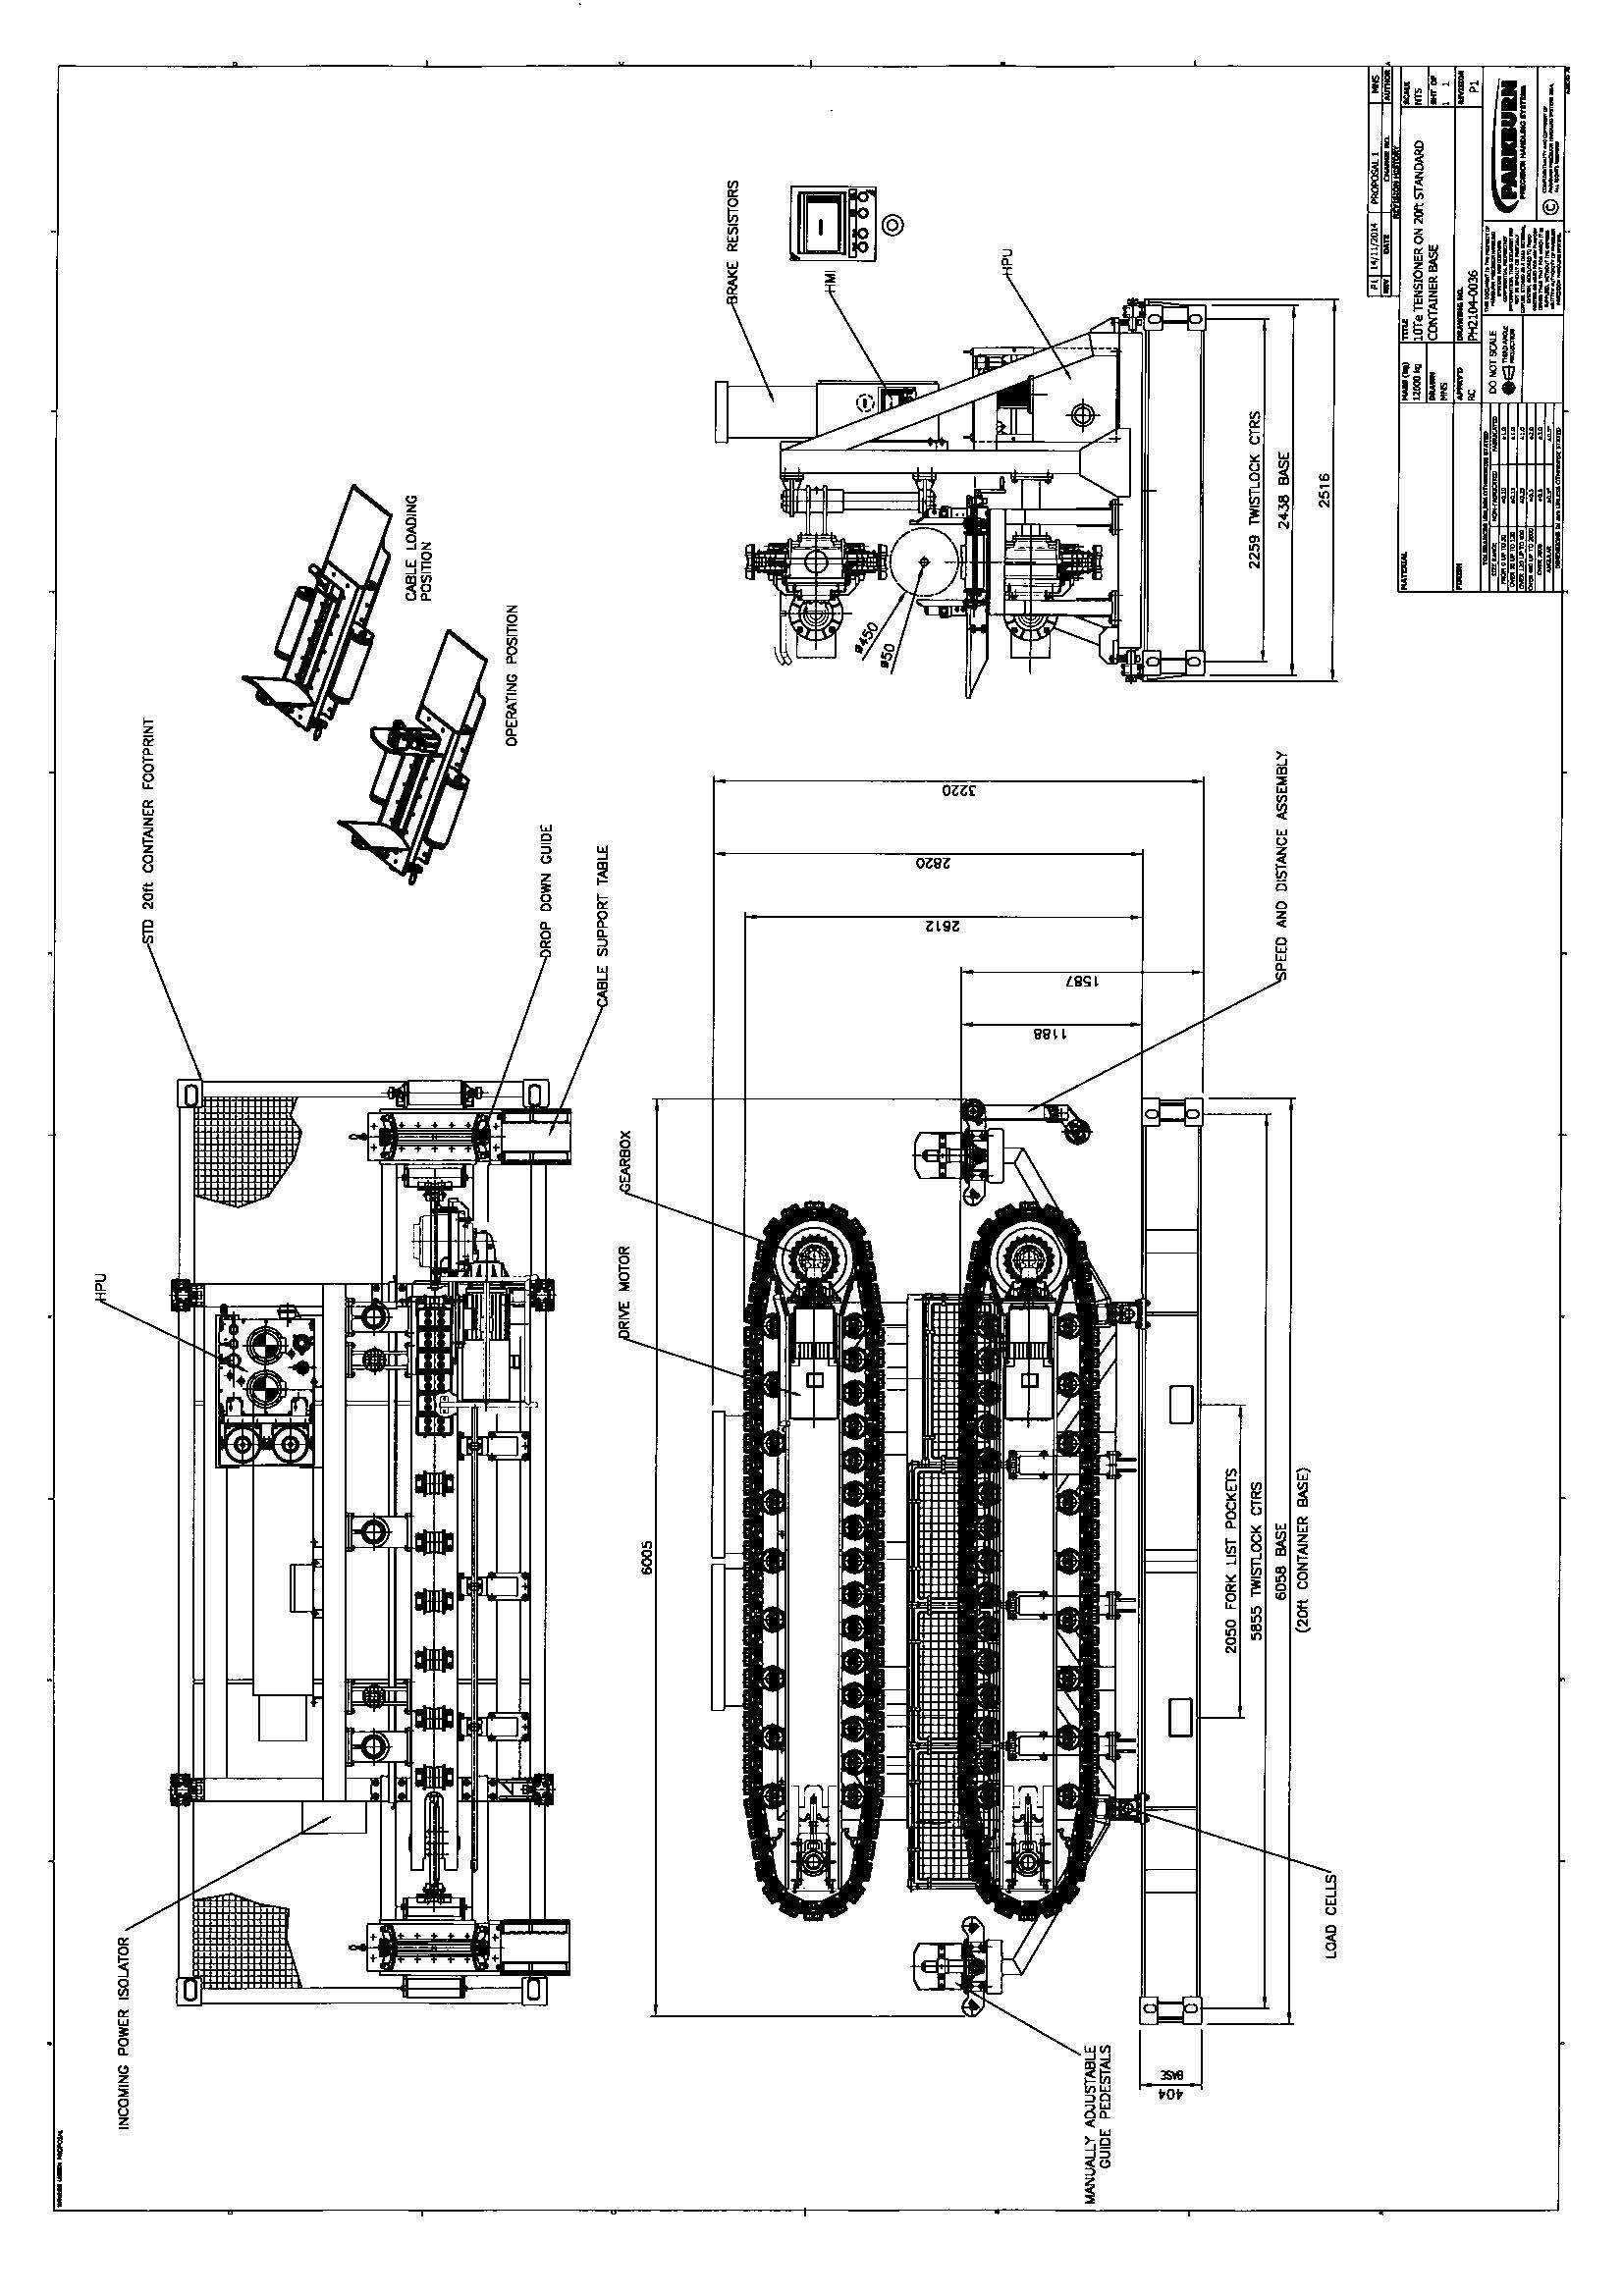 STD 20ft CONTAINER FOOTPRINT
HPU
INCOMING POWER ISOLATOR
DROP DOWN GUIDE
CABLE SUPPORT TABLE
CABLE LOADING
POSITION
OPERATING POSITION
BRAKE RESISTORS
HMI
HPU
ø450
ø50
2259 TWISTLOCK CTRS
2438 BASE
2516
6005
GEARBOX
DRIVE MOTOR
3220
2820
2612
1587
1188
SPEED AND DISTANCE ASSEMBLY
2050 FORK LIST POCKETS
5855 TWISTLOCK CTRS
6058 BASE
(20ft CONTAINER BASE)
LOAD CELLS
404
BASE
MANUALLY ADJUSTABLE
GUIDE PEDESTALS
P1 14/11/2014 PROPOSAL 1 MNS
REV DATE CHANGE NO. AUTHOR
REVISION HISTORY
MATERIAL
FINISH
MASS (kg)
12000 kg
DRAWN
MNS
APPRV'D
RC
TITLE
10Te TENSIONER ON 20ft STANDARD
CONTAINER BASE
SCALE
NTS
SHT OF
1 1
DRAWING NO.
PH2104-0036
REVISION
P1
DO NOT SCALE
THIRD ANGLE
PROJECTION
PARKBURN
PRECISION HANDLING SYSTEMS
©